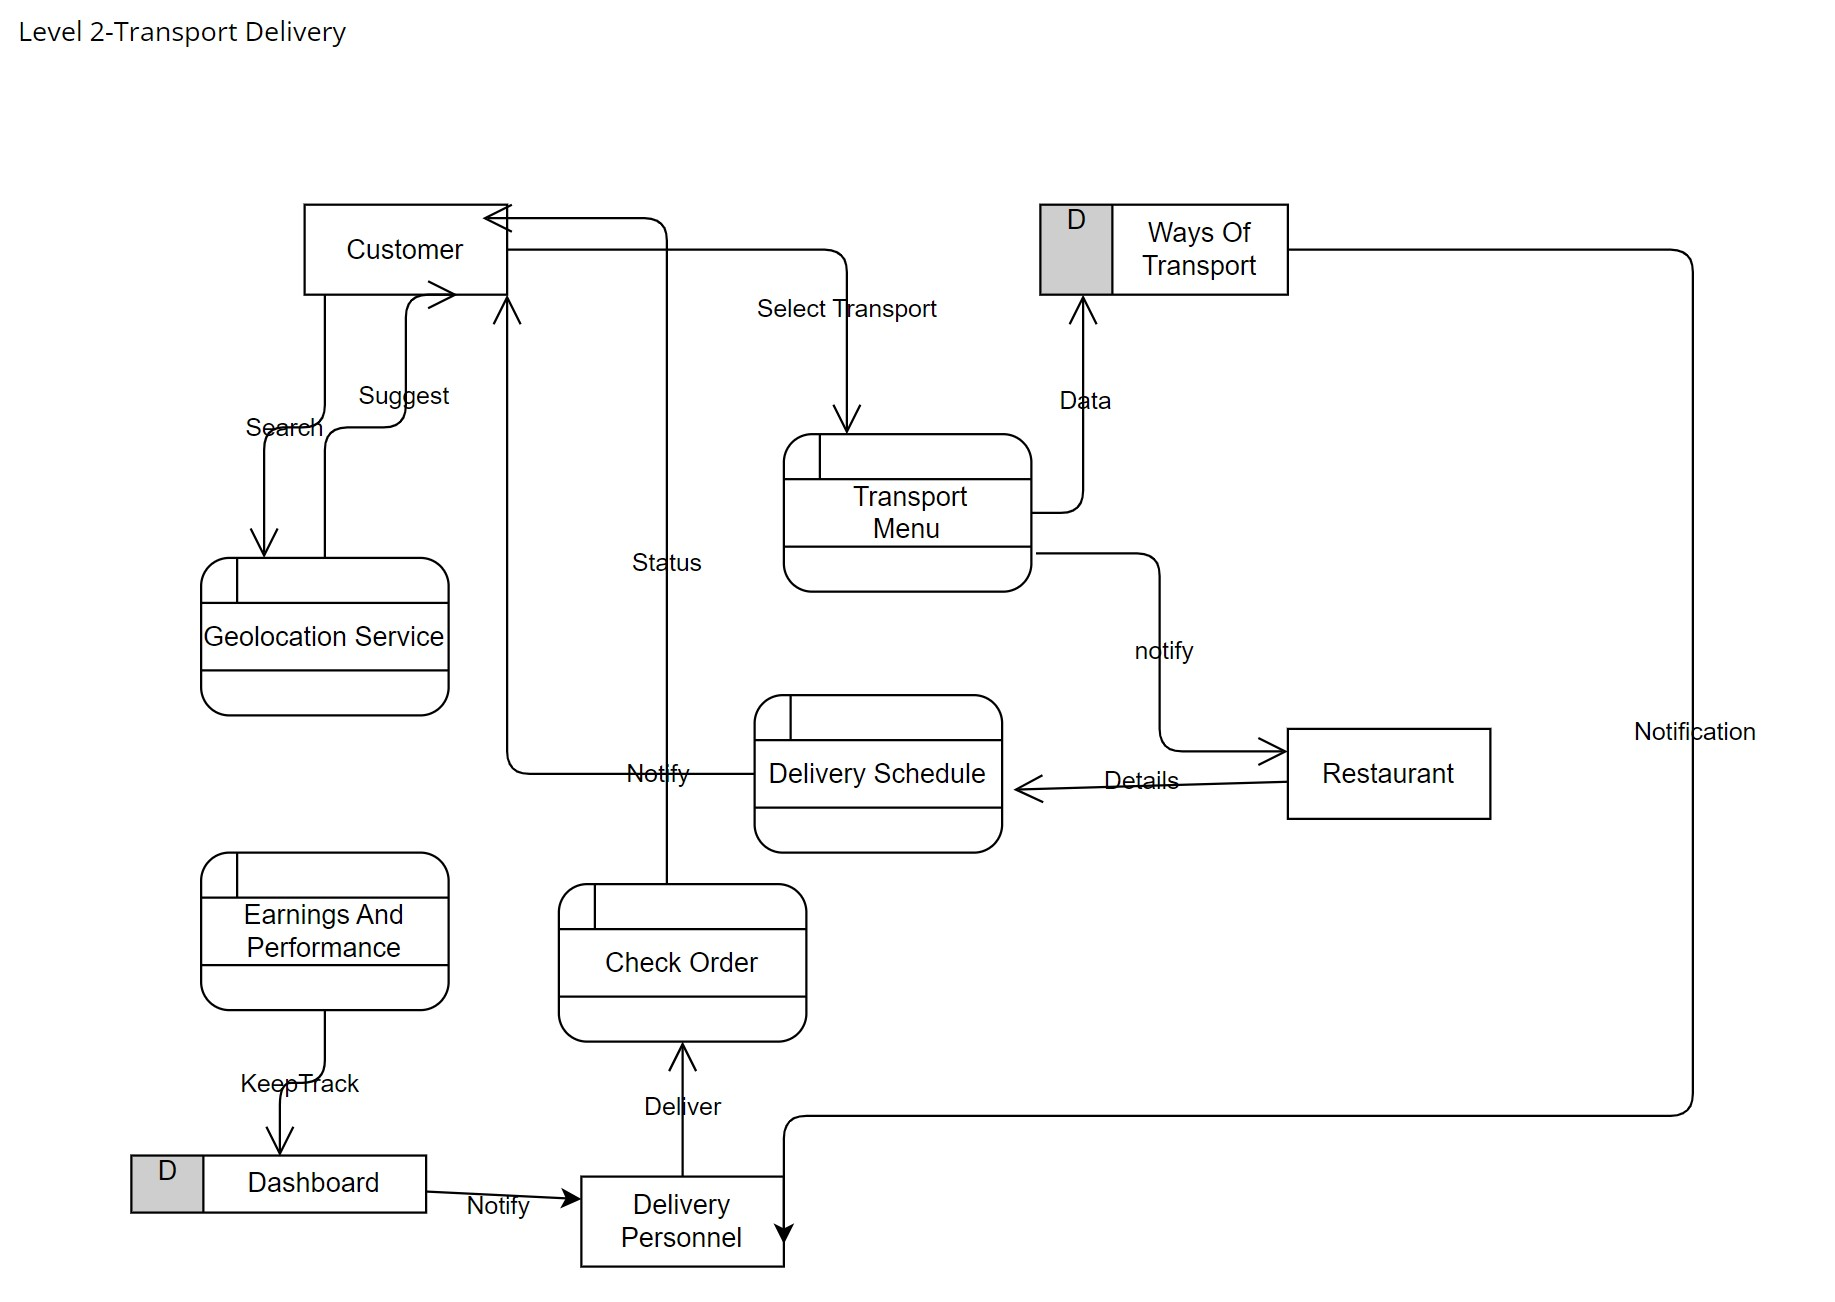 Level 2-Transport Delivery
Customer
D
Ways Of
Transport
Select Transport
Suggest
Data
Search
Transport
Menu
Status
Geolocation Service
notify
Notification
Notify
Delivery Schedule
Details
Restaurant
Earnings And
Performance
Check Order
KeepTrack
Deliver
D
Dashboard
Notify
Delivery
Personnel